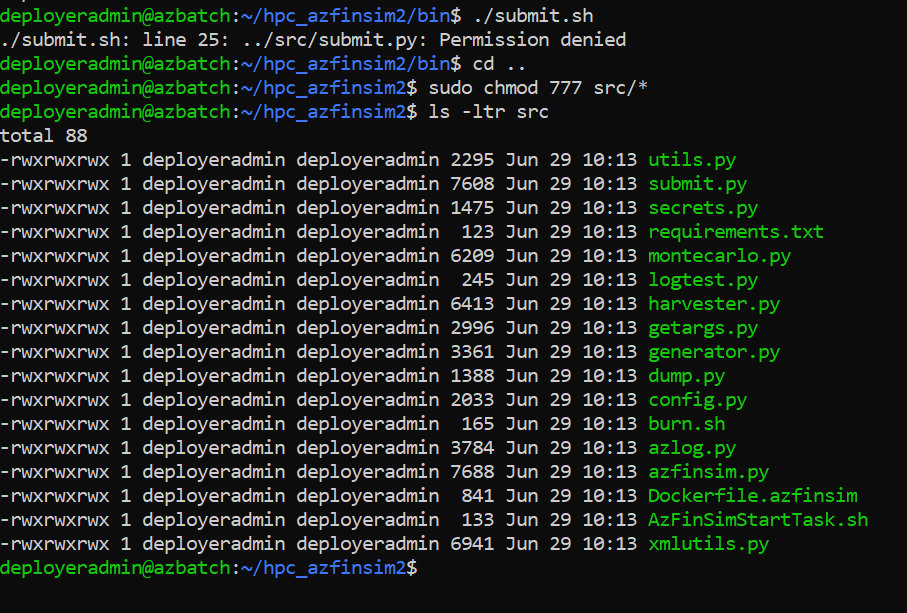 deployeradmin@azbatch:~/hpc_azfinsim2/bin$ ./submit.sh
./submit.sh: line 25: ../src/submit.py: Permission denied
deployeradmin@azbatch:~/hpc_azfinsim2/bin$ cd ..
deployeradmin@azbatch:~/hpc_azfinsim2$ sudo chmod 777 src/*
deployeradmin@azbatch:~/hpc_azfinsim2$ ls -ltr src
total 88
-rwxrwxrwx 1 deployeradmin deployeradmin 2295 Jun 29 10:13 utils.py
-rwxrwxrwx 1 deployeradmin deployeradmin 7608 Jun 29 10:13 submit.py
-rwxrwxrwx 1 deployeradmin deployeradmin 1475 Jun 29 10:13 secrets.py
-rwxrwxrwx 1 deployeradmin deployeradmin  123 Jun 29 10:13 requirements.txt
-rwxrwxrwx 1 deployeradmin deployeradmin 6209 Jun 29 10:13 montecarlo.py
-rwxrwxrwx 1 deployeradmin deployeradmin  245 Jun 29 10:13 logtest.py
-rwxrwxrwx 1 deployeradmin deployeradmin 6413 Jun 29 10:13 harvester.py
-rwxrwxrwx 1 deployeradmin deployeradmin 2996 Jun 29 10:13 getargs.py
-rwxrwxrwx 1 deployeradmin deployeradmin 3361 Jun 29 10:13 generator.py
-rwxrwxrwx 1 deployeradmin deployeradmin 1388 Jun 29 10:13 dump.py
-rwxrwxrwx 1 deployeradmin deployeradmin 2033 Jun 29 10:13 config.py
-rwxrwxrwx 1 deployeradmin deployeradmin  165 Jun 29 10:13 burn.sh
-rwxrwxrwx 1 deployeradmin deployeradmin 3784 Jun 29 10:13 azlog.py
-rwxrwxrwx 1 deployeradmin deployeradmin 7688 Jun 29 10:13 azfinsim.py
-rwxrwxrwx 1 deployeradmin deployeradmin  841 Jun 29 10:13 Dockerfile.azfinsim
-rwxrwxrwx 1 deployeradmin deployeradmin  133 Jun 29 10:13 AzFinSimStartTask.sh
-rwxrwxrwx 1 deployeradmin deployeradmin 6941 Jun 29 10:13 xmlutils.py
deployeradmin@azbatch:~/hpc_azfinsim2$